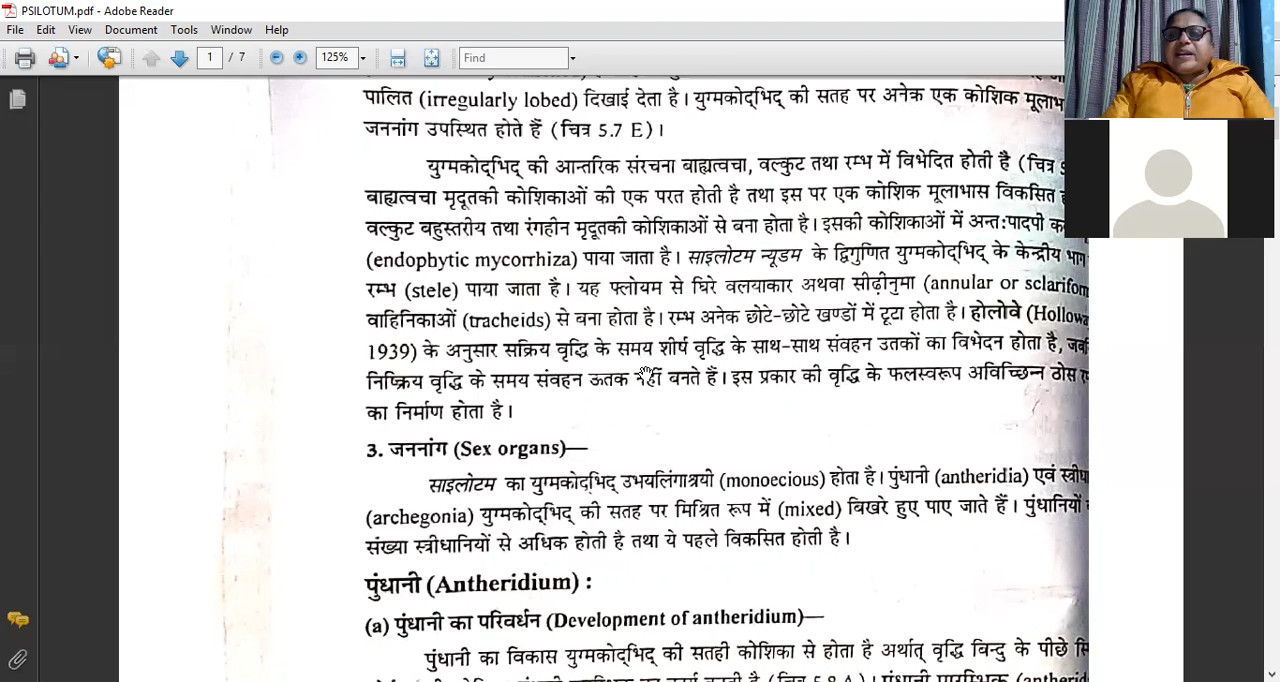 PSILOTUM.pdf - Adobe Reader
File Edit View Document Tools Window Help
1 / 7 125% Find
पालित (irregularly lobed) दिखाई देता है। युग्मकोद्‌भिद् की सतह पर अनेक एक कोशिक मूलाभ
जननांग उपस्थित होते हैं (चित्र 5.7 E)।
युग्मकोद्‌भिद् की आन्तरिक संरचना बाह्यत्वचा, वल्कुट तथा रम्भ में विभेदित होती है (चित्र
बाह्यत्वचा मृदूतकी कोशिकाओं की एक परत होती है तथा इस पर एक कोशिक मूलाभास विकसित
वल्कुट बहुस्तरीय तथा रंगहीन मृदूतकी कोशिकाओं से बना होता है। इसकी कोशिकाओं में अन्त:पादपी
(endophytic mycorrhiza) पाया जाता है। साइलोटम न्यूडम के द्विगुणित युग्मकोद्‌भिद् के केन्द्रीय भाग
रम्भ (stele) पाया जाता है। यह फ्लोयम से घिरे वलयाकार अथवा सीढ़ीनुमा (annular or sclariform
वाहिनिकाओं (tracheids) से बना होता है। रम्भ अनेक छोटे-छोटे खण्डों में टूटा होता है। होलोवे (Hollowa
1939) के अनुसार सक्रिय वृद्धि के समय शीर्ष वृद्धि के साथ-साथ संवहन उतकों का विभेदन होता है,
निष्क्रिय वृद्धि के समय संवहन ऊतक नहीं बनते हैं। इस प्रकार की वृद्धि के फलस्वरूप अविच्छिन्न ठोस
का निर्माण होता है।
3. जननांग (Sex organs)—
साइलोटम का युग्मकोद्‌भिद् उभयलिंगाश्रयी (monoecious) होता है। पुंधानी (antheridia) एवं स्त्रीधा
(archegonia) युग्मकोद्‌भिद् की सतह पर मिश्रित रूप में (mixed) बिखरे हुए पाए जाते हैं। पुंधानियों
संख्या स्त्रीधानियों से अधिक होती है तथा ये पहले विकसित होती है।
पुंधानी (Antheridium) :
(a) पुंधानी का परिवर्धन (Development of antheridium)—
पुंधानी का विकास युग्मकोद्‌भिद् की सतही कोशिका से होता है अर्थात् वृद्धि विन्दु के पीछे